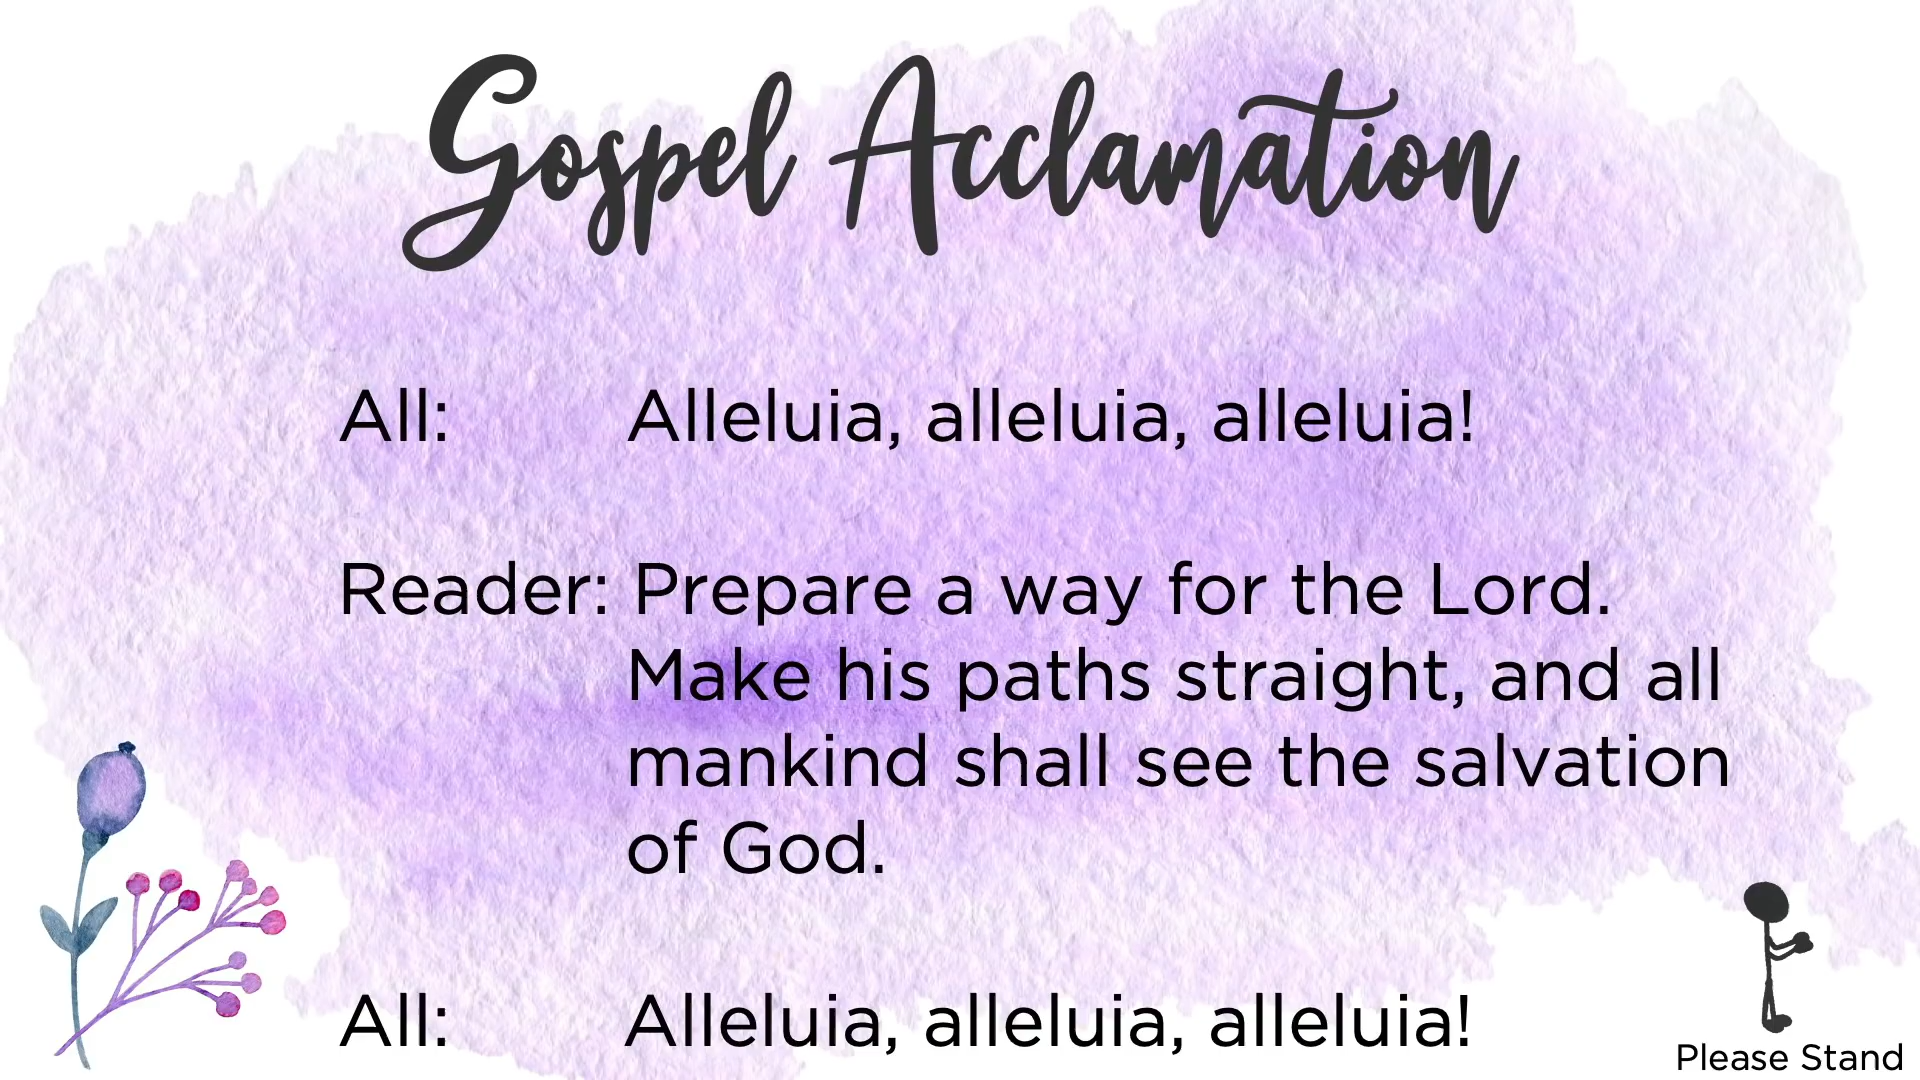 Gospel Acclamation
All: Alleluia, alleluia, alleluia!
Reader: Prepare a way for the Lord.
Make his paths straight, and all
mankind shall see the salvation
of God.
All: Alleluia, alleluia, alleluia!
Please Stand